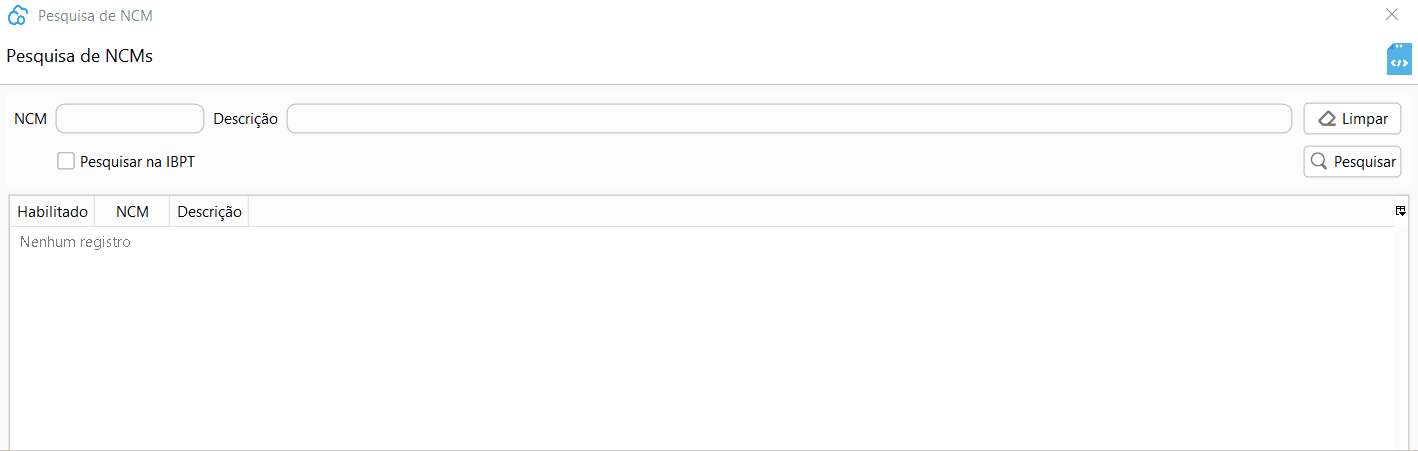 Pesquisa de NCM
Pesquisa de NCMs
NCM Descrição Limpar
Pesquisar na IBPT Pesquisar
Habilitado NCM Descrição
Nenhum registro